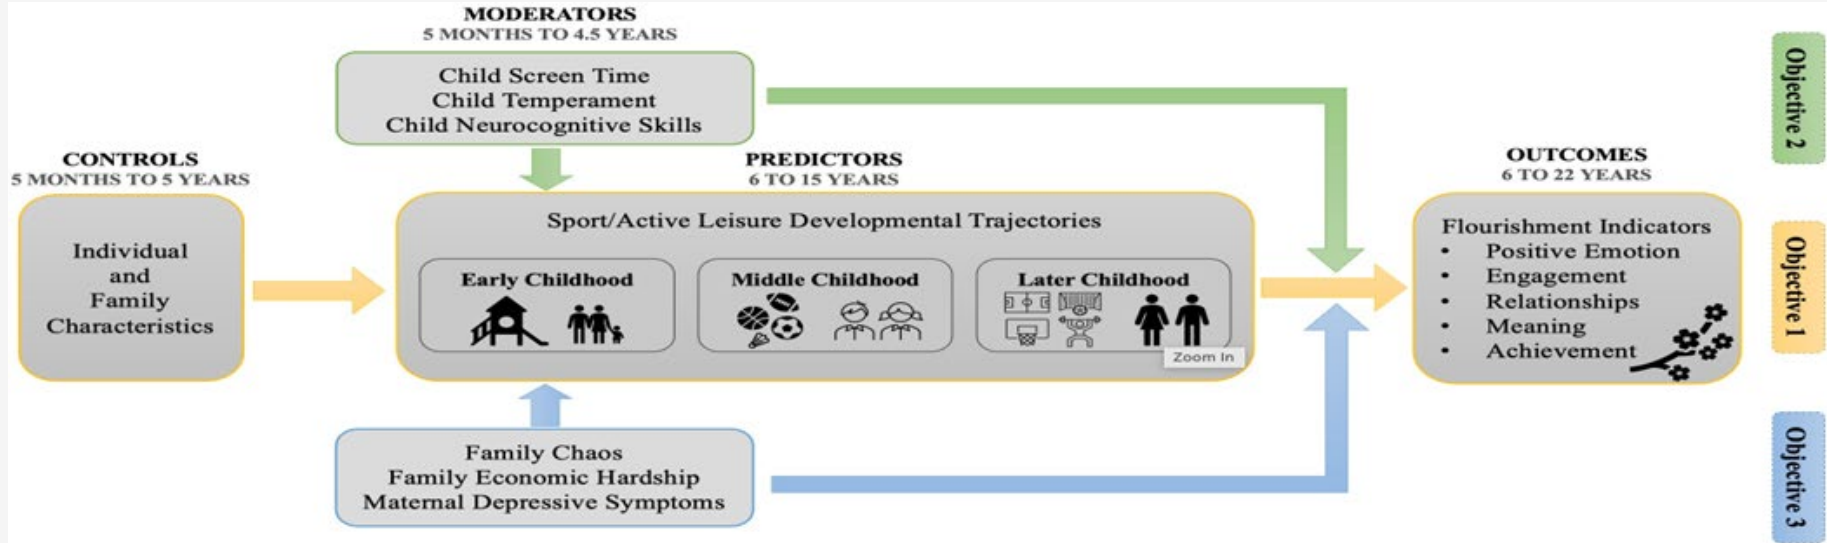 MODERATORS
5 MONTHS TO 4.5 YEARS
Child Screen Time
Child Temperament
Child Neurocognitive Skills
CONTROLS
5 MONTHS TO 5 YEARS
Individual
and
Family
Characteristics
PREDICTORS
6 TO 15 YEARS
Sport/Active Leisure Developmental Trajectories
Early Childhood
Middle Childhood
Later Childhood
Zoom In
Family Chaos
Family Economic Hardship
Maternal Depressive Symptoms
OUTCOMES
6 TO 22 YEARS
Flourishment Indicators
• Positive Emotion
• Engagement
• Relationships
• Meaning
• Achievement
Objective 2
Objective 1
Objective 3